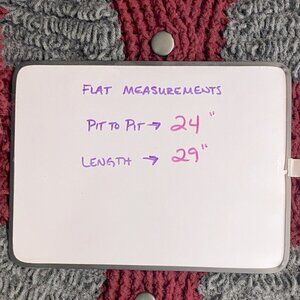 FLAT MEASUREMENTS
PIT TO PIT → 24"
LENGTH → 29"